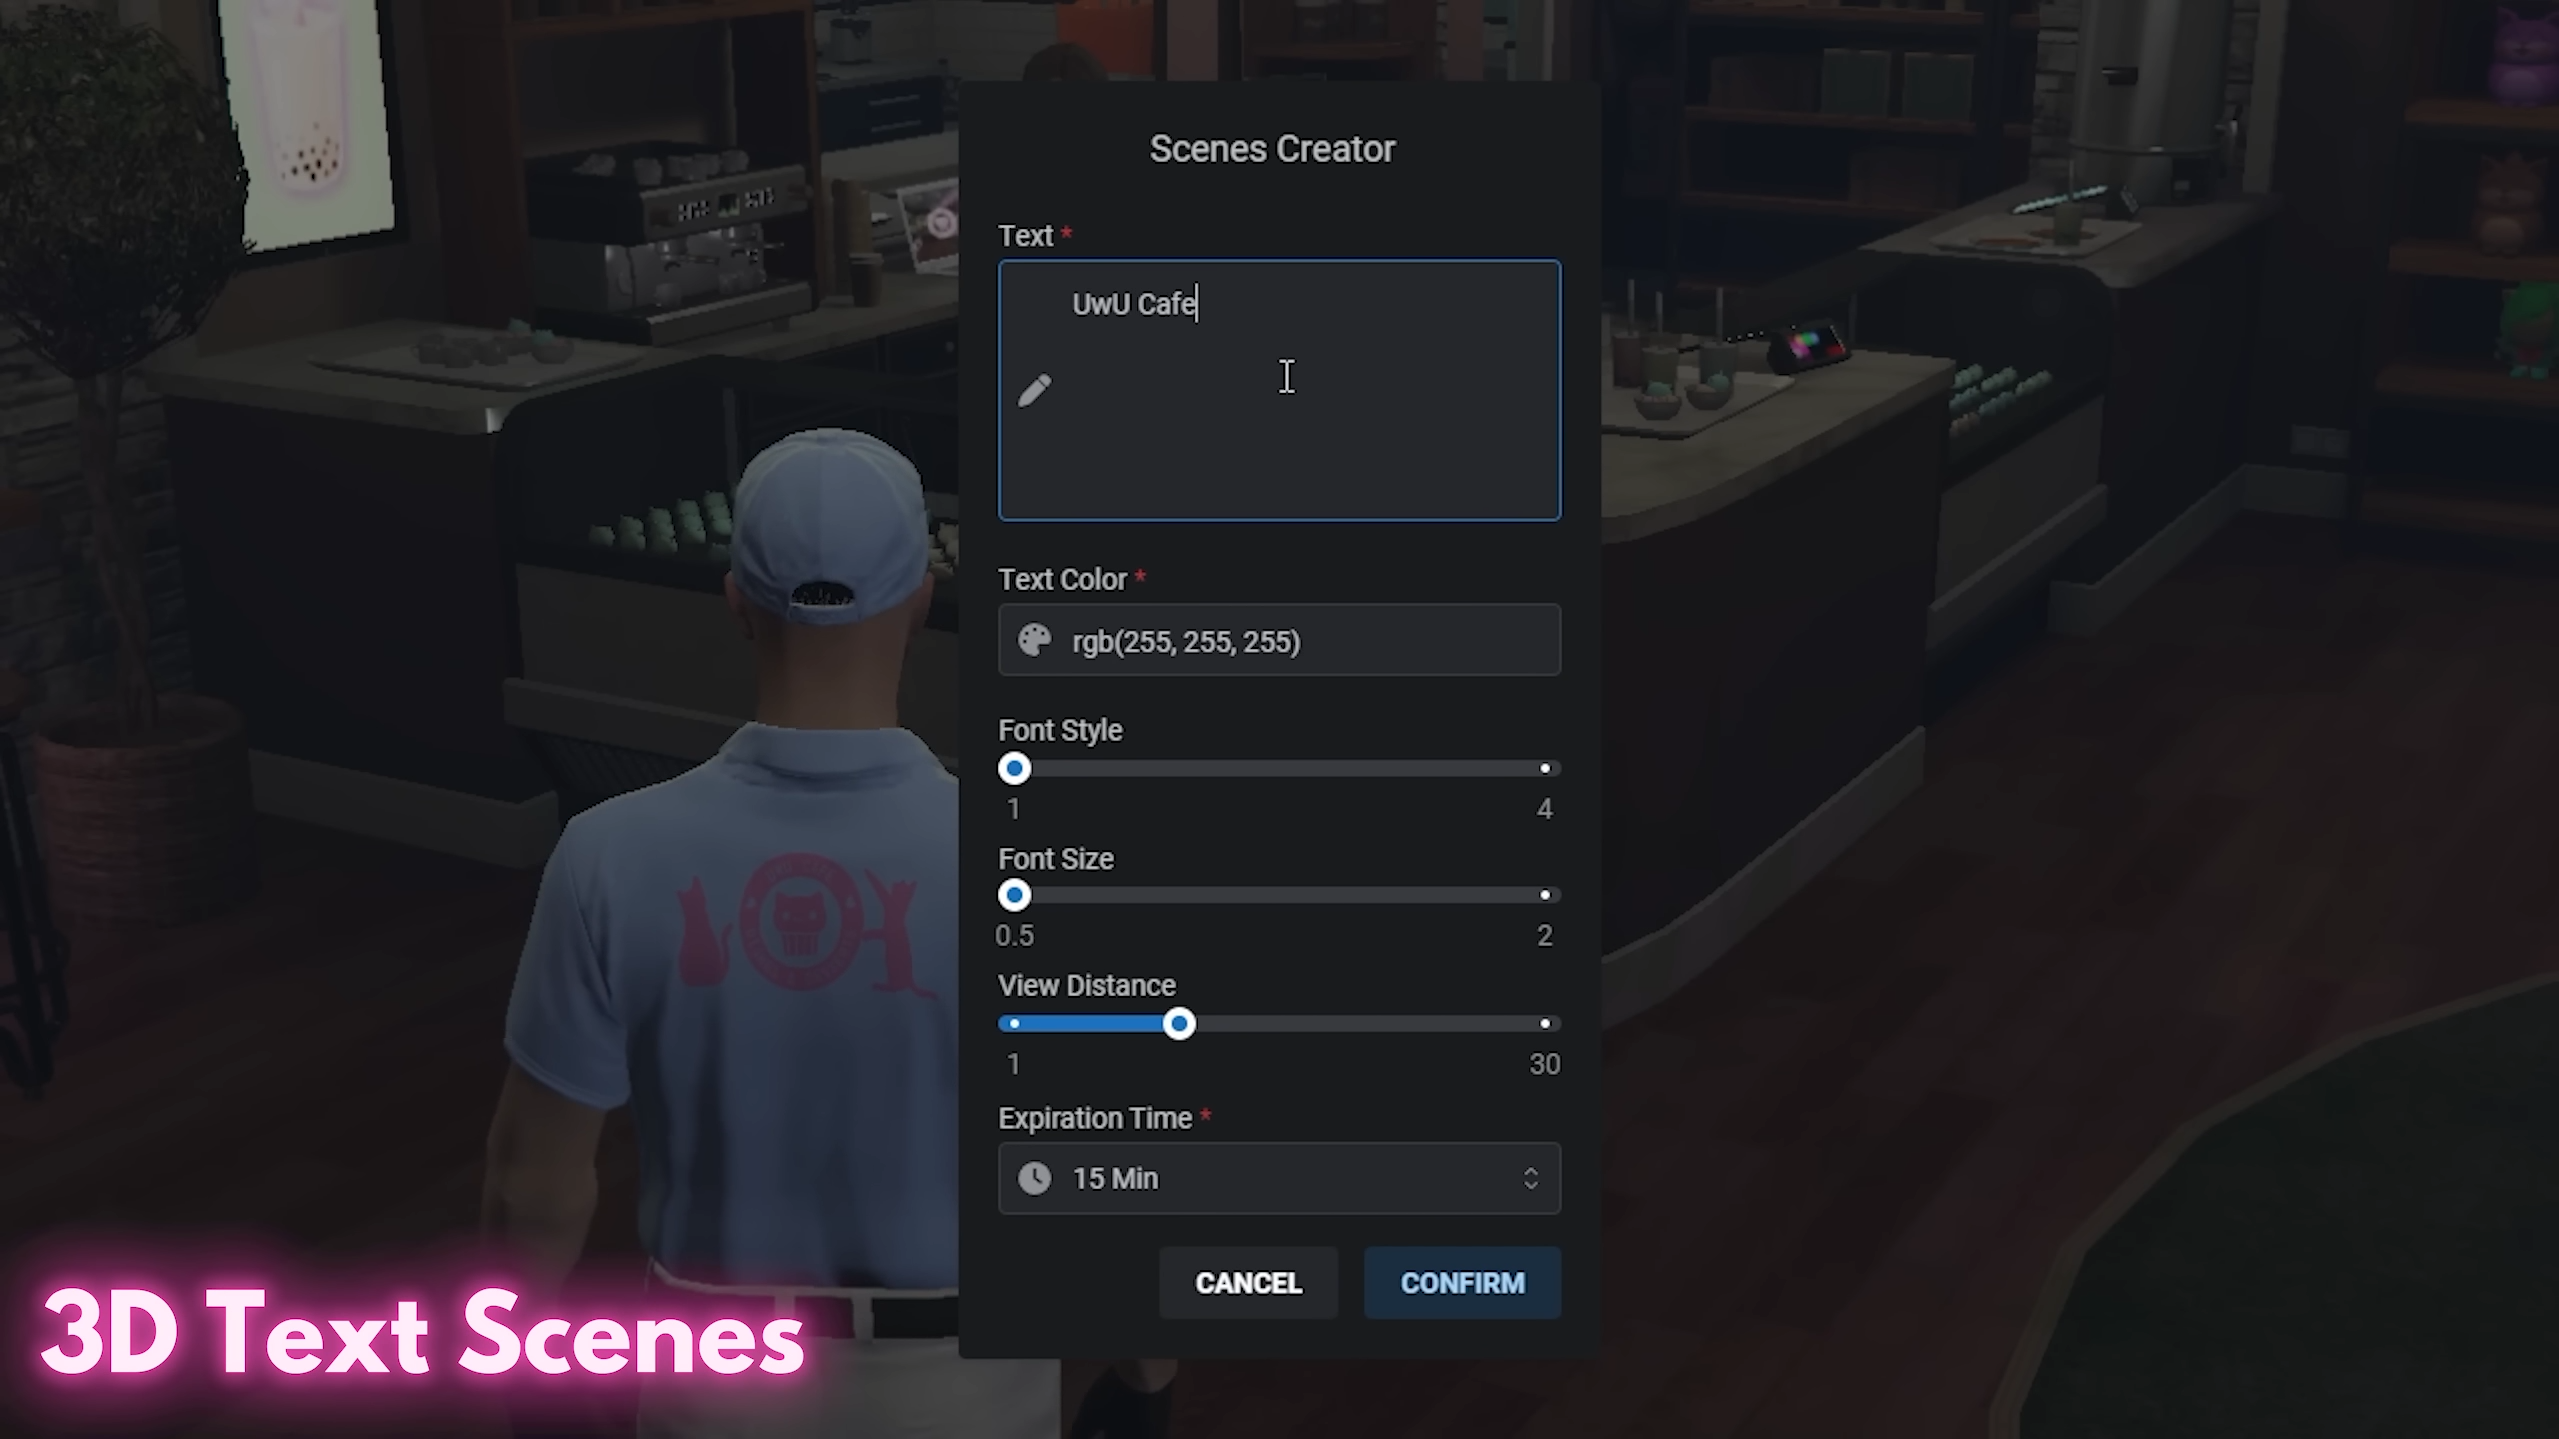 Scenes Creator
Text *
UwU Cafe
Text Color *
rgb(255, 255, 255)
Font Style
1 4
Font Size
0.5 2
View Distance
1 30
Expiration Time *
15 Min
CANCEL CONFIRM
3D Text Scenes